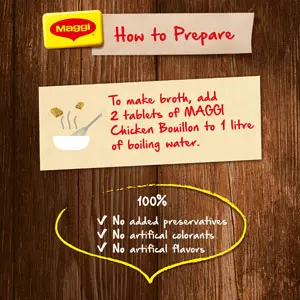 Maggi
How to Prepare
To make broth, add
2 tablets of MAGGI
Chicken Bouillon to 1 litre
of boiling water.
100%
✓ No added preservatives
✓ No artifical colorants
✓ No artifical flavors